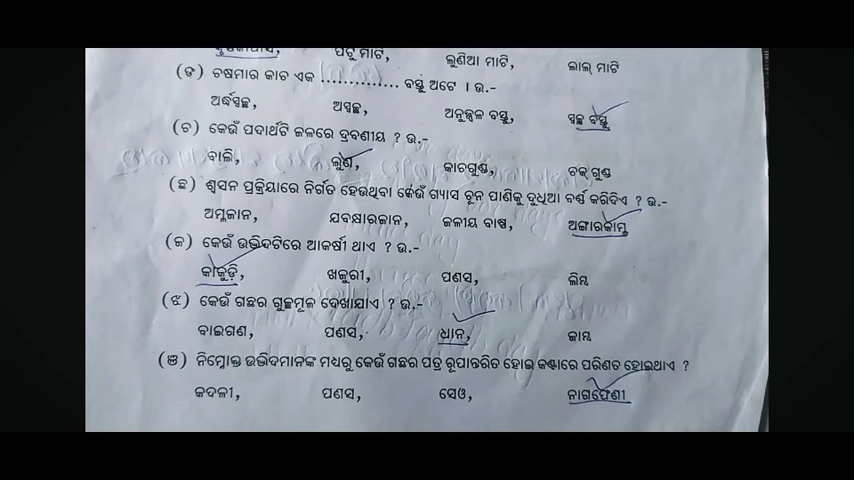 ପଟୁ ମାଟି, ଲୁଣିଆ ମାଟି, ଲାଲ୍ ମାଟି
(ଙ) ଚଷମାର କାଚ ଏକ .............. ବସ୍ତୁ ଅଟେ । ଉ.-
ଅର୍ଦ୍ଧସ୍ୱଚ୍ଛ, ଅସ୍ୱଚ୍ଛ, ଅନୁଜ୍ଜ୍ୱଳ ବସ୍ତୁ, ସ୍ୱଚ୍ଛ ବସ୍ତୁ
(ଚ) କେଉଁ ପଦାର୍ଥଟି ଜଳରେ ଦ୍ରବଣୀୟ ? ଉ.-
ବାଲି, ଲୁଣ, କାଚଗୁଣ୍ଡ, ଚକ୍ ଗୁଣ୍ଡ
(ଛ) ଶ୍ୱସନ ପ୍ରକ୍ରିୟାରେ ନିର୍ଗତ ହେଉଥିବା କେଉଁ ଗ୍ୟାସ ଚୂନ ପାଣିକୁ ଦୁଧିଆ ବର୍ଣ୍ଣ କରିଦିଏ ? ଉ.-
ଅମ୍ଳଜାନ, ଯବକ୍ଷାରଜାନ, ଜଳୀୟ ବାଷ୍ପ, ଅଙ୍ଗାରକାମ୍ଳ
(ଜ) କେଉଁ ଉଦ୍ଭିଦଟିରେ ଆକର୍ଷୀ ଥାଏ ? ଉ.-
କାକୁଡ଼ି, ଖଜୁରୀ, ପଣସ, ଲିମ୍ବ
(ଝ) କେଉଁ ଗଛର ଗୁଚ୍ଛମୂଳ ଦେଖାଯାଏ ? ଉ.-
ବାଇଗଣ, ପଣସ, ଧାନ, ଜାମ୍ବ
(ଞ) ନିମ୍ନୋକ୍ତ ଉଦ୍ଭିଦମାନଙ୍କ ମଧ୍ୟରୁ କେଉଁ ଗଛର ପତ୍ର ରୂପାନ୍ତରିତ ହୋଇ କଣ୍ଟାରେ ପରିଣତ ହୋଇଥାଏ ?
କଦଳୀ, ପଣସ, ସେଓ, ନାଗଫେଣୀ